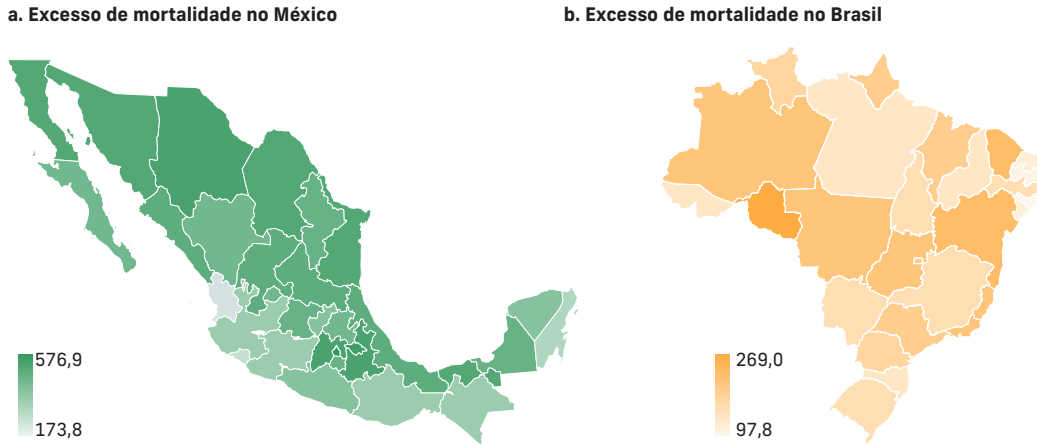 a. Excesso de mortalidade no México
b. Excesso de mortalidade no Brasil
576,9
173,8
269,0
97,8